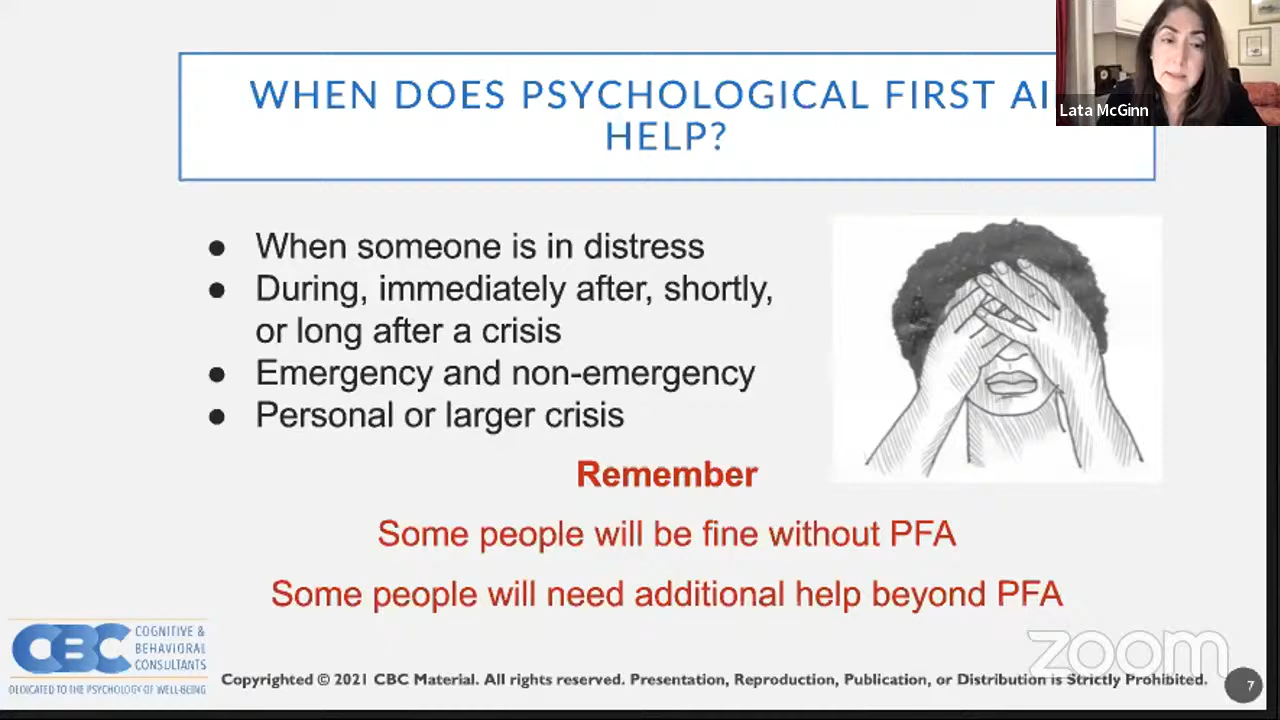 WHEN DOES PSYCHOLOGICAL FIRST AI
HELP?
Lata McGinn
● When someone is in distress
● During, immediately after, shortly,
or long after a crisis
● Emergency and non-emergency
● Personal or larger crisis
Remember
Some people will be fine without PFA
Some people will need additional help beyond PFA
CBC
COGNITIVE &
BEHAVIORAL
CONSULTANTS
DEDICATED TO THE PSYCHOLOGY OF WELL-BEING
zoom
Copyrighted © 2021 CBC Material. All rights reserved. Presentation, Reproduction, Publication, or Distribution is Strictly Prohibited.
7